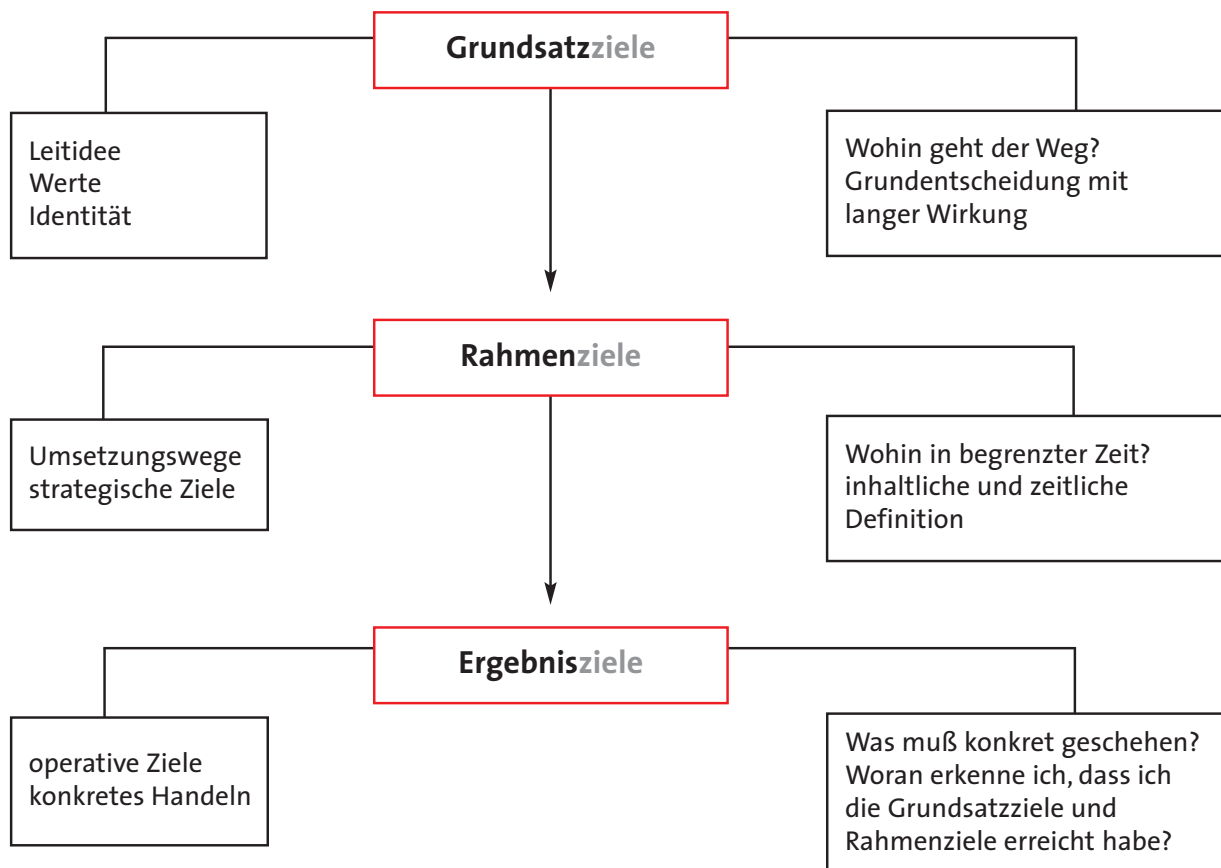 Grundsatzziele
Leitidee
Werte
Identität
Wohin geht der Weg?
Grundentscheidung mit
langer Wirkung
Rahmenziele
Umsetzungswege
strategische Ziele
Wohin in begrenzter Zeit?
inhaltliche und zeitliche
Definition
Ergebnisziele
operative Ziele
konkretes Handeln
Was muß konkret geschehen?
Woran erkenne ich, dass ich
die Grundsatzziele und
Rahmenziele erreicht habe?